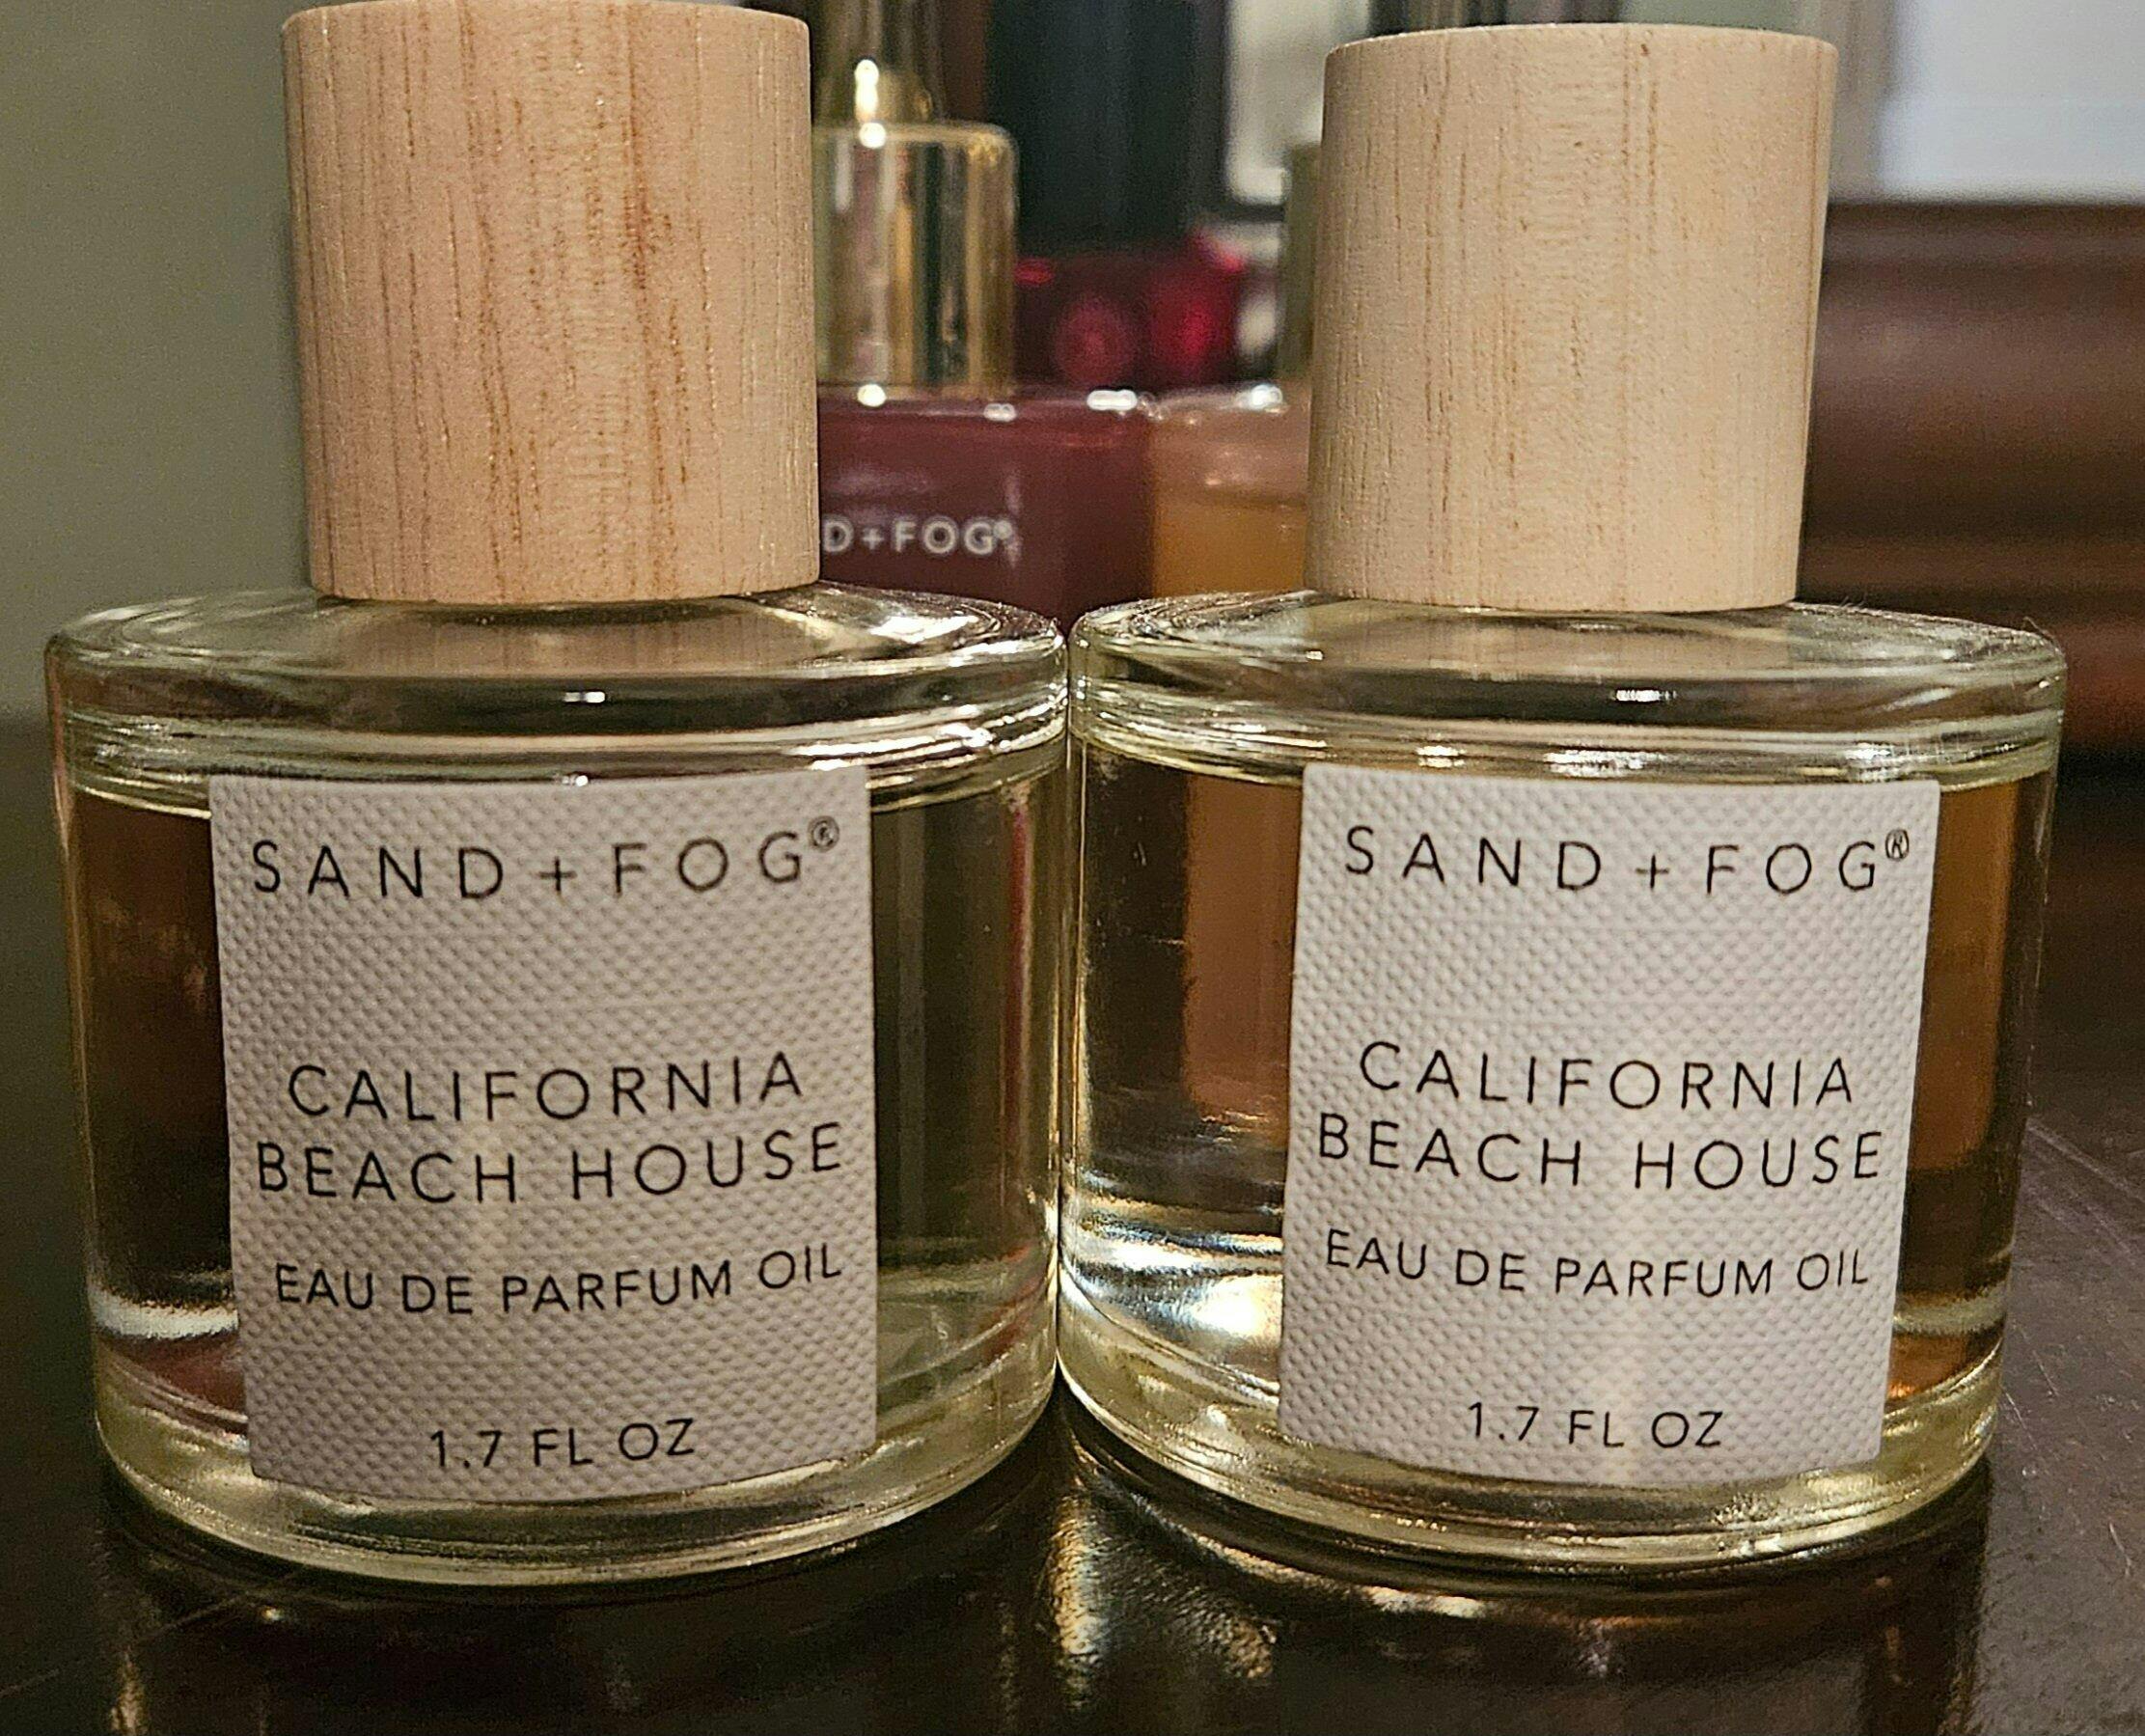 D+FOG®
SAND+FOG®
CALIFORNIA
BEACH HOUSE
EAU DE PARFUM OIL
1.7 FL OZ
SAND+FOG®
CALIFORNIA
BEACH HOUSE
EAU DE PARFUM OIL
1.7 FL OZ